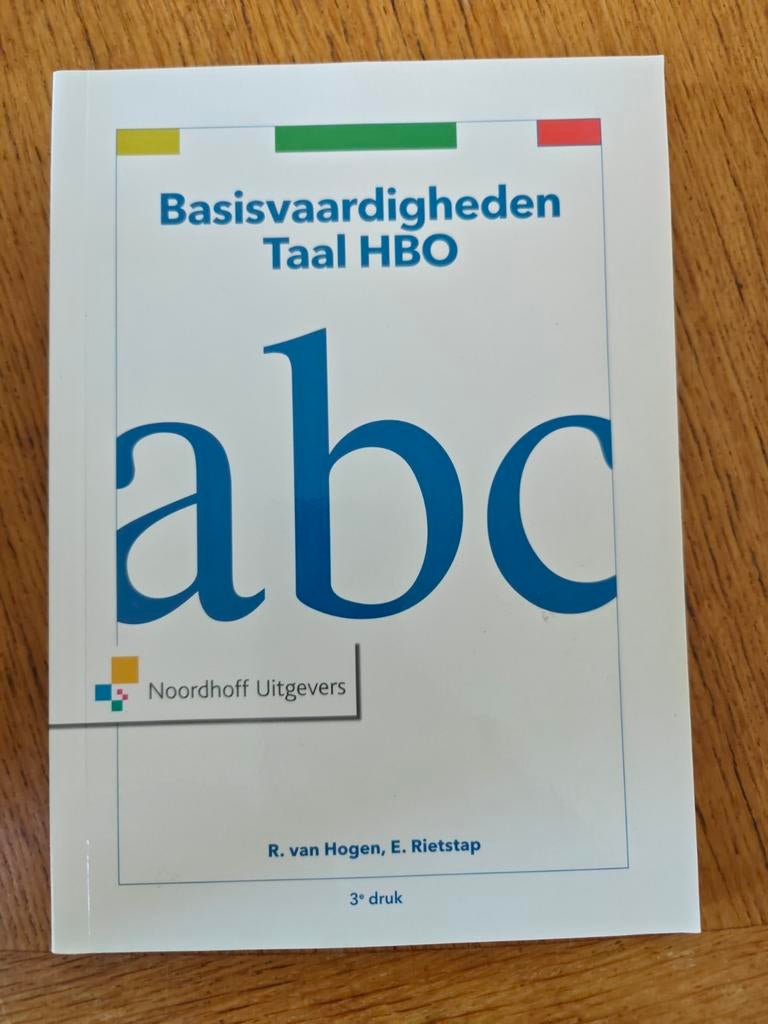 Basisvaardigheden
Taal HBO
abc
Noordhoff Uitgevers
R. van Hogen, E. Rietstap
3e druk